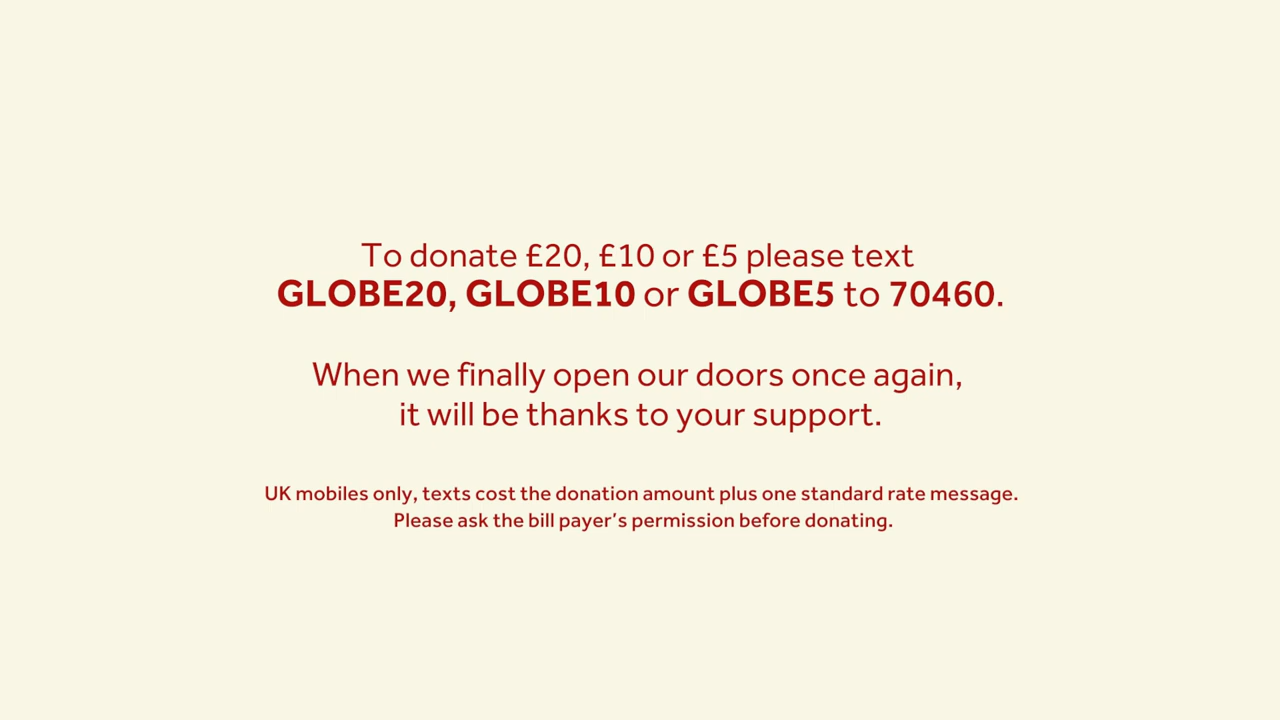 To donate £20, £10 or £5 please text
GLOBE20, GLOBE10 or GLOBE5 to 70460.
When we finally open our doors once again,
it will be thanks to your support.
UK mobiles only, texts cost the donation amount plus one standard rate message.
Please ask the bill payer’s permission before donating.